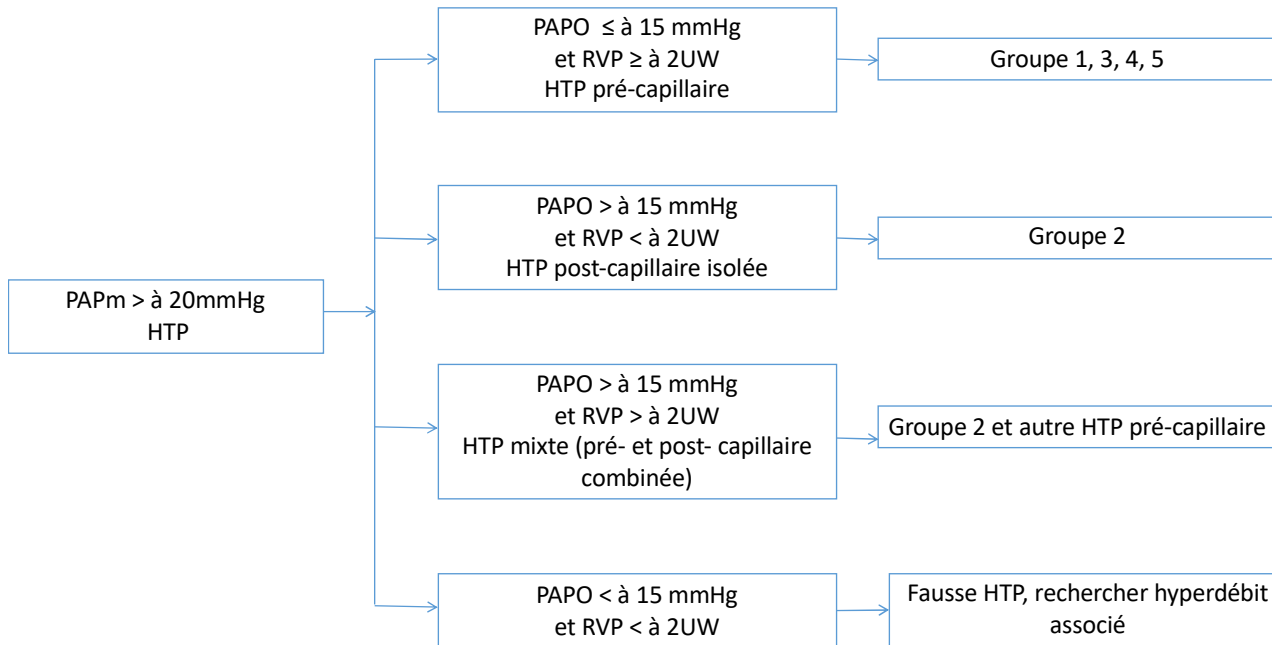 PAPm > à 20mmHg
HTP
PAPO ≤ à 15 mmHg
et RVP ≥ à 2UW
HTP pré-capillaire
Groupe 1, 3, 4, 5
PAPO > à 15 mmHg
et RVP < à 2UW
HTP post-capillaire isolée
Groupe 2
PAPO > à 15 mmHg
et RVP > à 2UW
HTP mixte (pré- et post- capillaire
combinée)
Groupe 2 et autre HTP pré-capillaire
PAPO < à 15 mmHg
et RVP < à 2UW
Fausse HTP, rechercher hyperdébit
associé